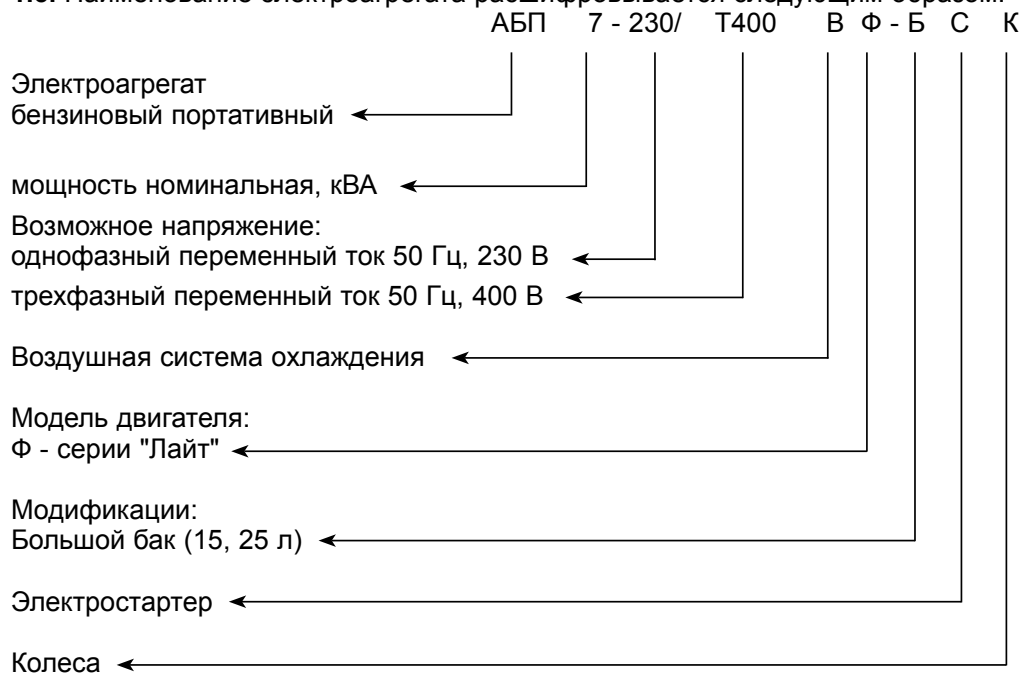 АБП 7 - 230/ Т400 В Ф - Б С К
Электроагрегат
бензиновый портативный
мощность номинальная, кВА
Возможное напряжение:
однофазный переменный ток 50 Гц, 230 В
трехфазный переменный ток 50 Гц, 400 В
Воздушная система охлаждения
Модель двигателя:
Ф - серии "Лайт"
Модификации:
Большой бак (15, 25 л)
Электростартер
Колеса